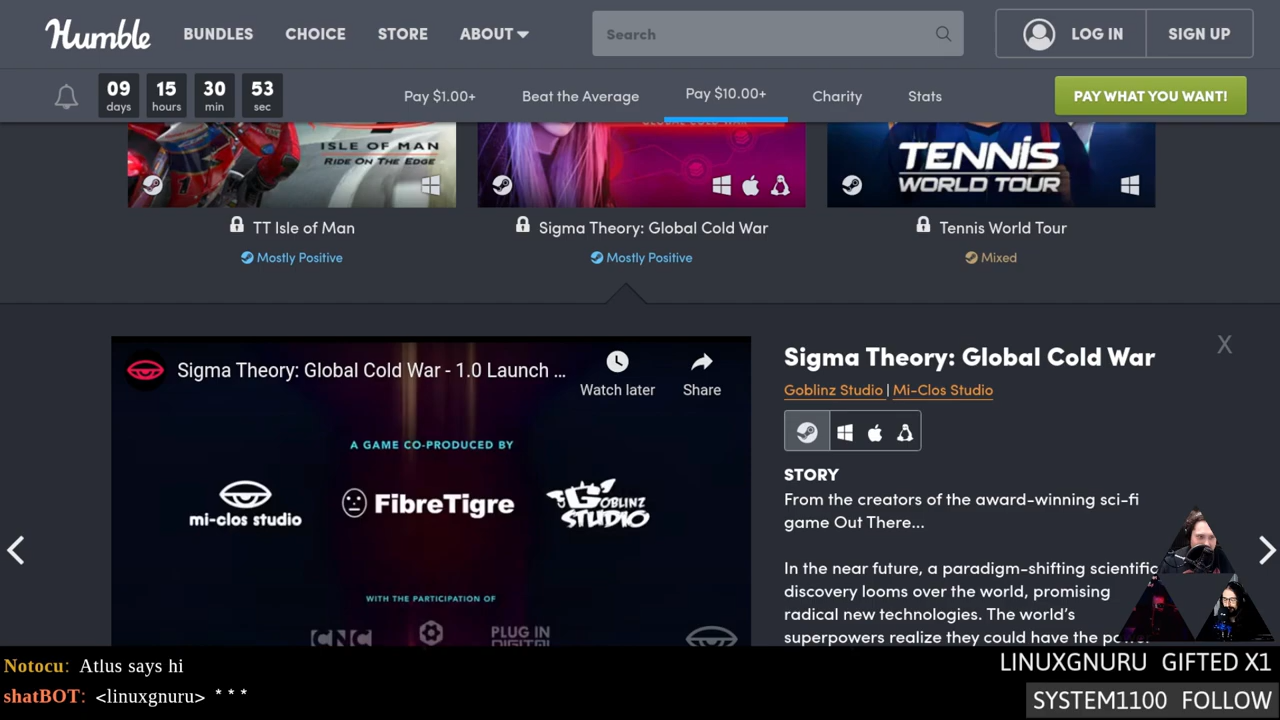 Humble BUNDLES CHOICE STORE ABOUT Search LOG IN SIGN UP
09 days 15 hours 30 min 53 sec Pay $1.00+ Beat the Average Pay $10.00+ Charity Stats PAY WHAT YOU WANT!
ISLE OF MAN
RIDE ON THE EDGE
GLOBAL COLD WAR
TENNIS
WORLD TOUR
TT Isle of Man
Mostly Positive
Sigma Theory: Global Cold War
Mostly Positive
Tennis World Tour
Mixed
X
Sigma Theory: Global Cold War - 1.0 Launch ...
Watch later
Share
A GAME CO-PRODUCED BY
mi-clos studio
FibreTigre
GOBLINZ
STUDIO
WITH THE PARTICIPATION OF
CNC
PLUG IN
DIGITAL
Sigma Theory: Global Cold War
Goblinz Studio | Mi-Clos Studio
STORY
From the creators of the award-winning sci-fi
game Out There...
In the near future, a paradigm-shifting scientific
discovery looms over the world, promising
radical new technologies. The world's
superpowers realize they could have the power
Notocu: Atlus says hi
shatBOT: <linuxgnuru> * * *
LINUXGNURU GIFTED X1
SYSTEM1100 FOLLOW